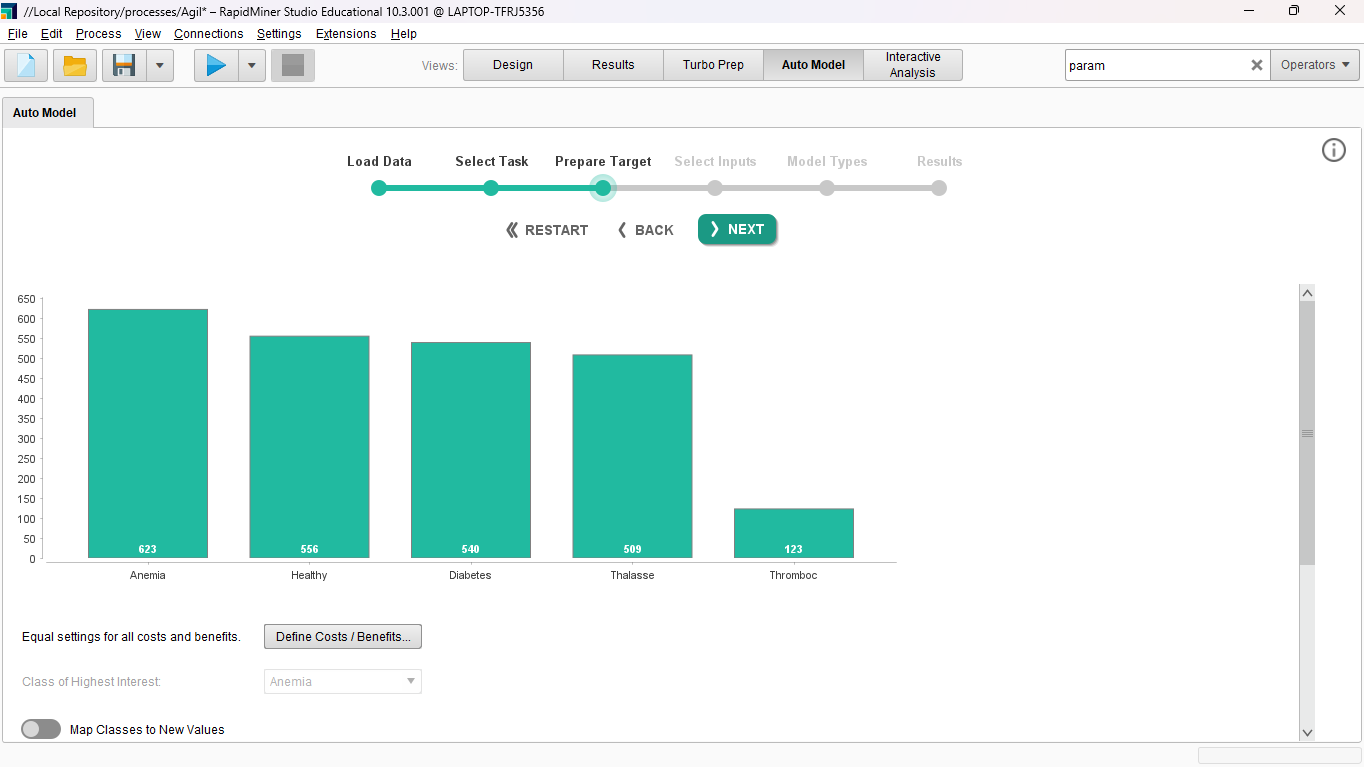 //Local Repository/processes/Agil* – RapidMiner Studio Educational 10.3.001 @ LAPTOP-TFRJ5356
File Edit Process View Connections Settings Extensions Help
Views: Design Results Turbo Prep Auto Model Interactive Analysis param Operators
Auto Model
Load Data Select Task Prepare Target Select Inputs Model Types Results
RESTART BACK NEXT
650
600
550
500
450
400
350
300
250
200
150
100
50
0
623 556 540 509 123
Anemia Healthy Diabetes Thalasse Thromboc
Equal settings for all costs and benefits. Define Costs / Benefits...
Class of Highest Interest: Anemia
Map Classes to New Values